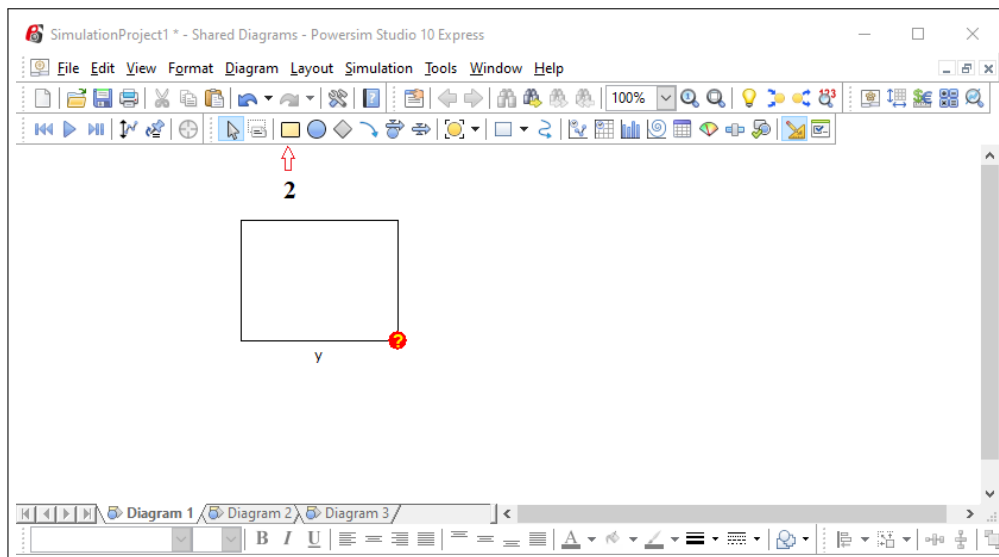 SimulationProject1 * - Shared Diagrams - Powersim Studio 10 Express
File Edit View Format Diagram Layout Simulation Tools Window Help
100%
2
?
y
Diagram 1 Diagram 2 Diagram 3
B I U A